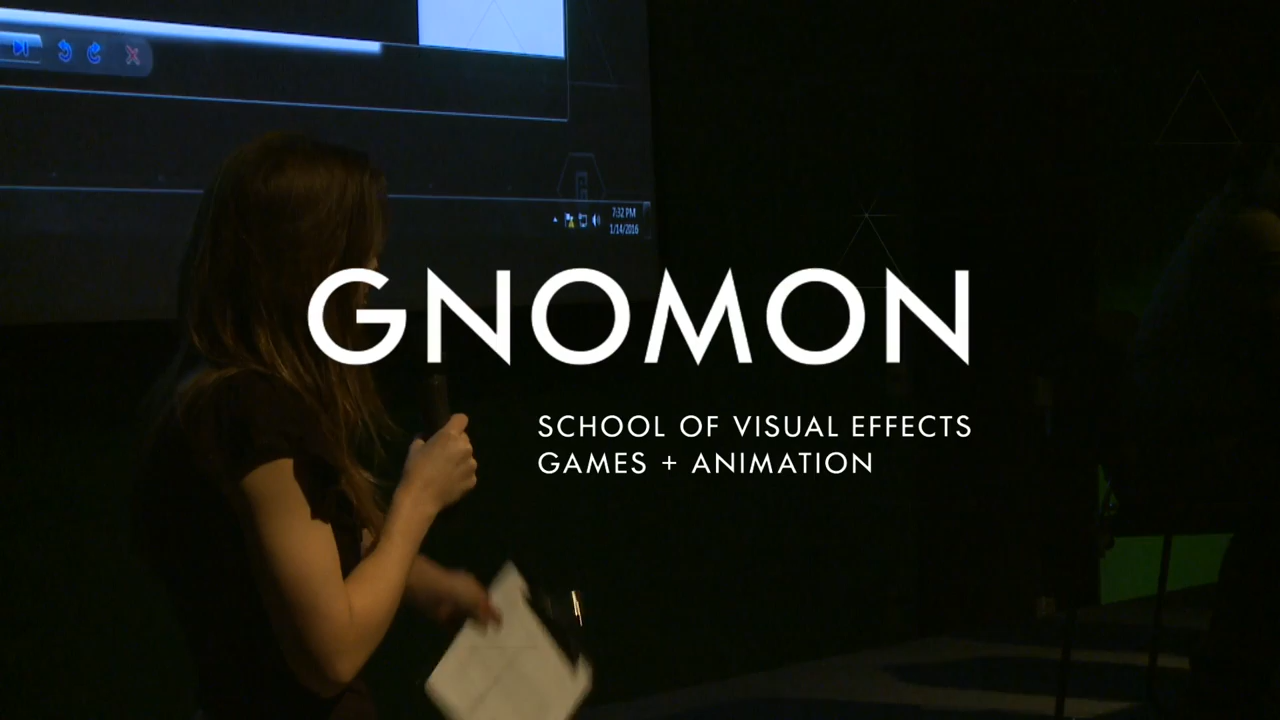 7:32 PM
1/14/2016
GNOMON
SCHOOL OF VISUAL EFFECTS
GAMES + ANIMATION